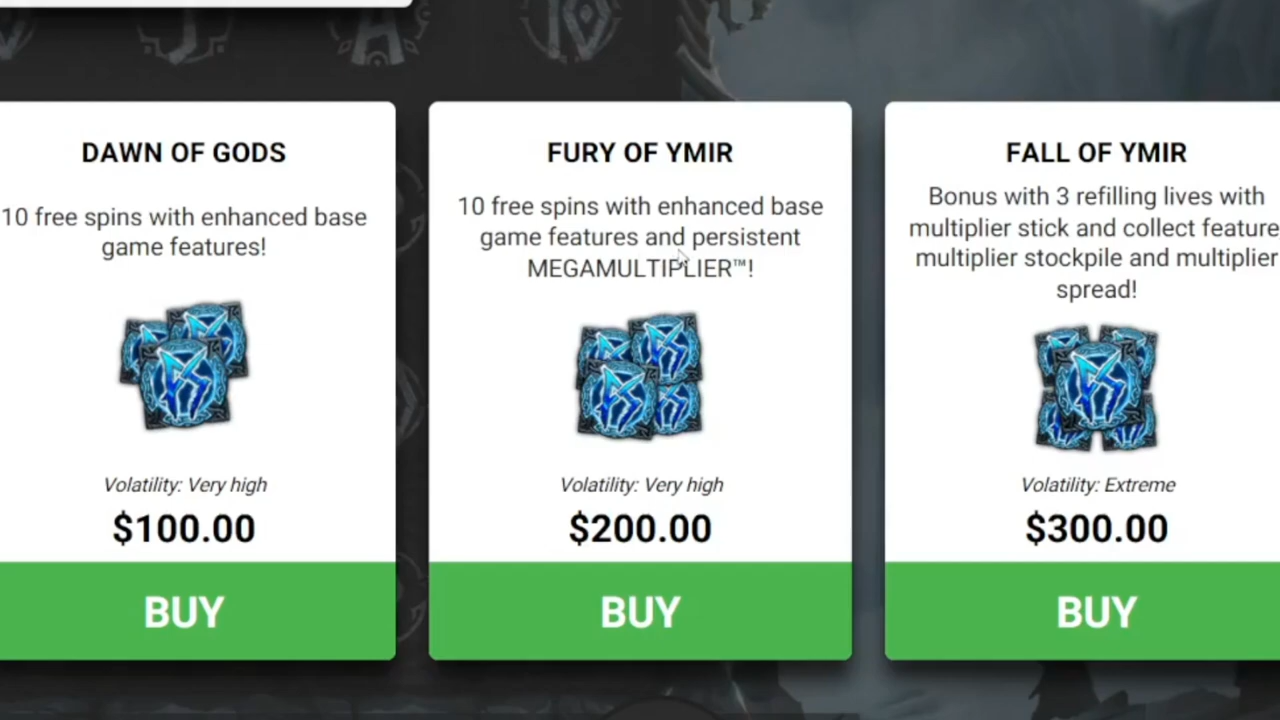 DAWN OF GODS
10 free spins with enhanced base
game features!
Volatility: Very high
$100.00
BUY
FURY OF YMIR
10 free spins with enhanced base
game features and persistent
MEGAMULTIPLIER™!
Volatility: Very high
$200.00
BUY
FALL OF YMIR
Bonus with 3 refilling lives with
multiplier stick and collect feature
multiplier stockpile and multiplier
spread!
Volatility: Extreme
$300.00
BUY